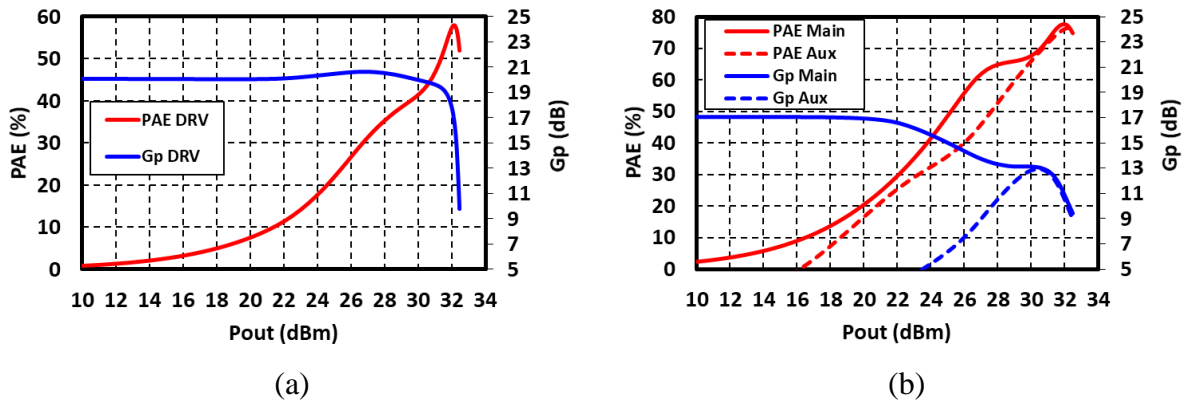 60
50
40
30
20
10
0
PAE (%)
PAE DRV
Gp DRV
25
23
21
19
17
15
13
11
9
7
5
Gp (dB)
10 12 14 16 18 20 22 24 26 28 30 32 34
Pout (dBm)
(a)
80
70
60
50
40
30
20
10
0
PAE (%)
PAE Main
PAE Aux
Gp Main
Gp Aux
25
23
21
19
17
15
13
11
9
7
5
Gp (dB)
10 12 14 16 18 20 22 24 26 28 30 32 34
Pout (dBm)
(b)